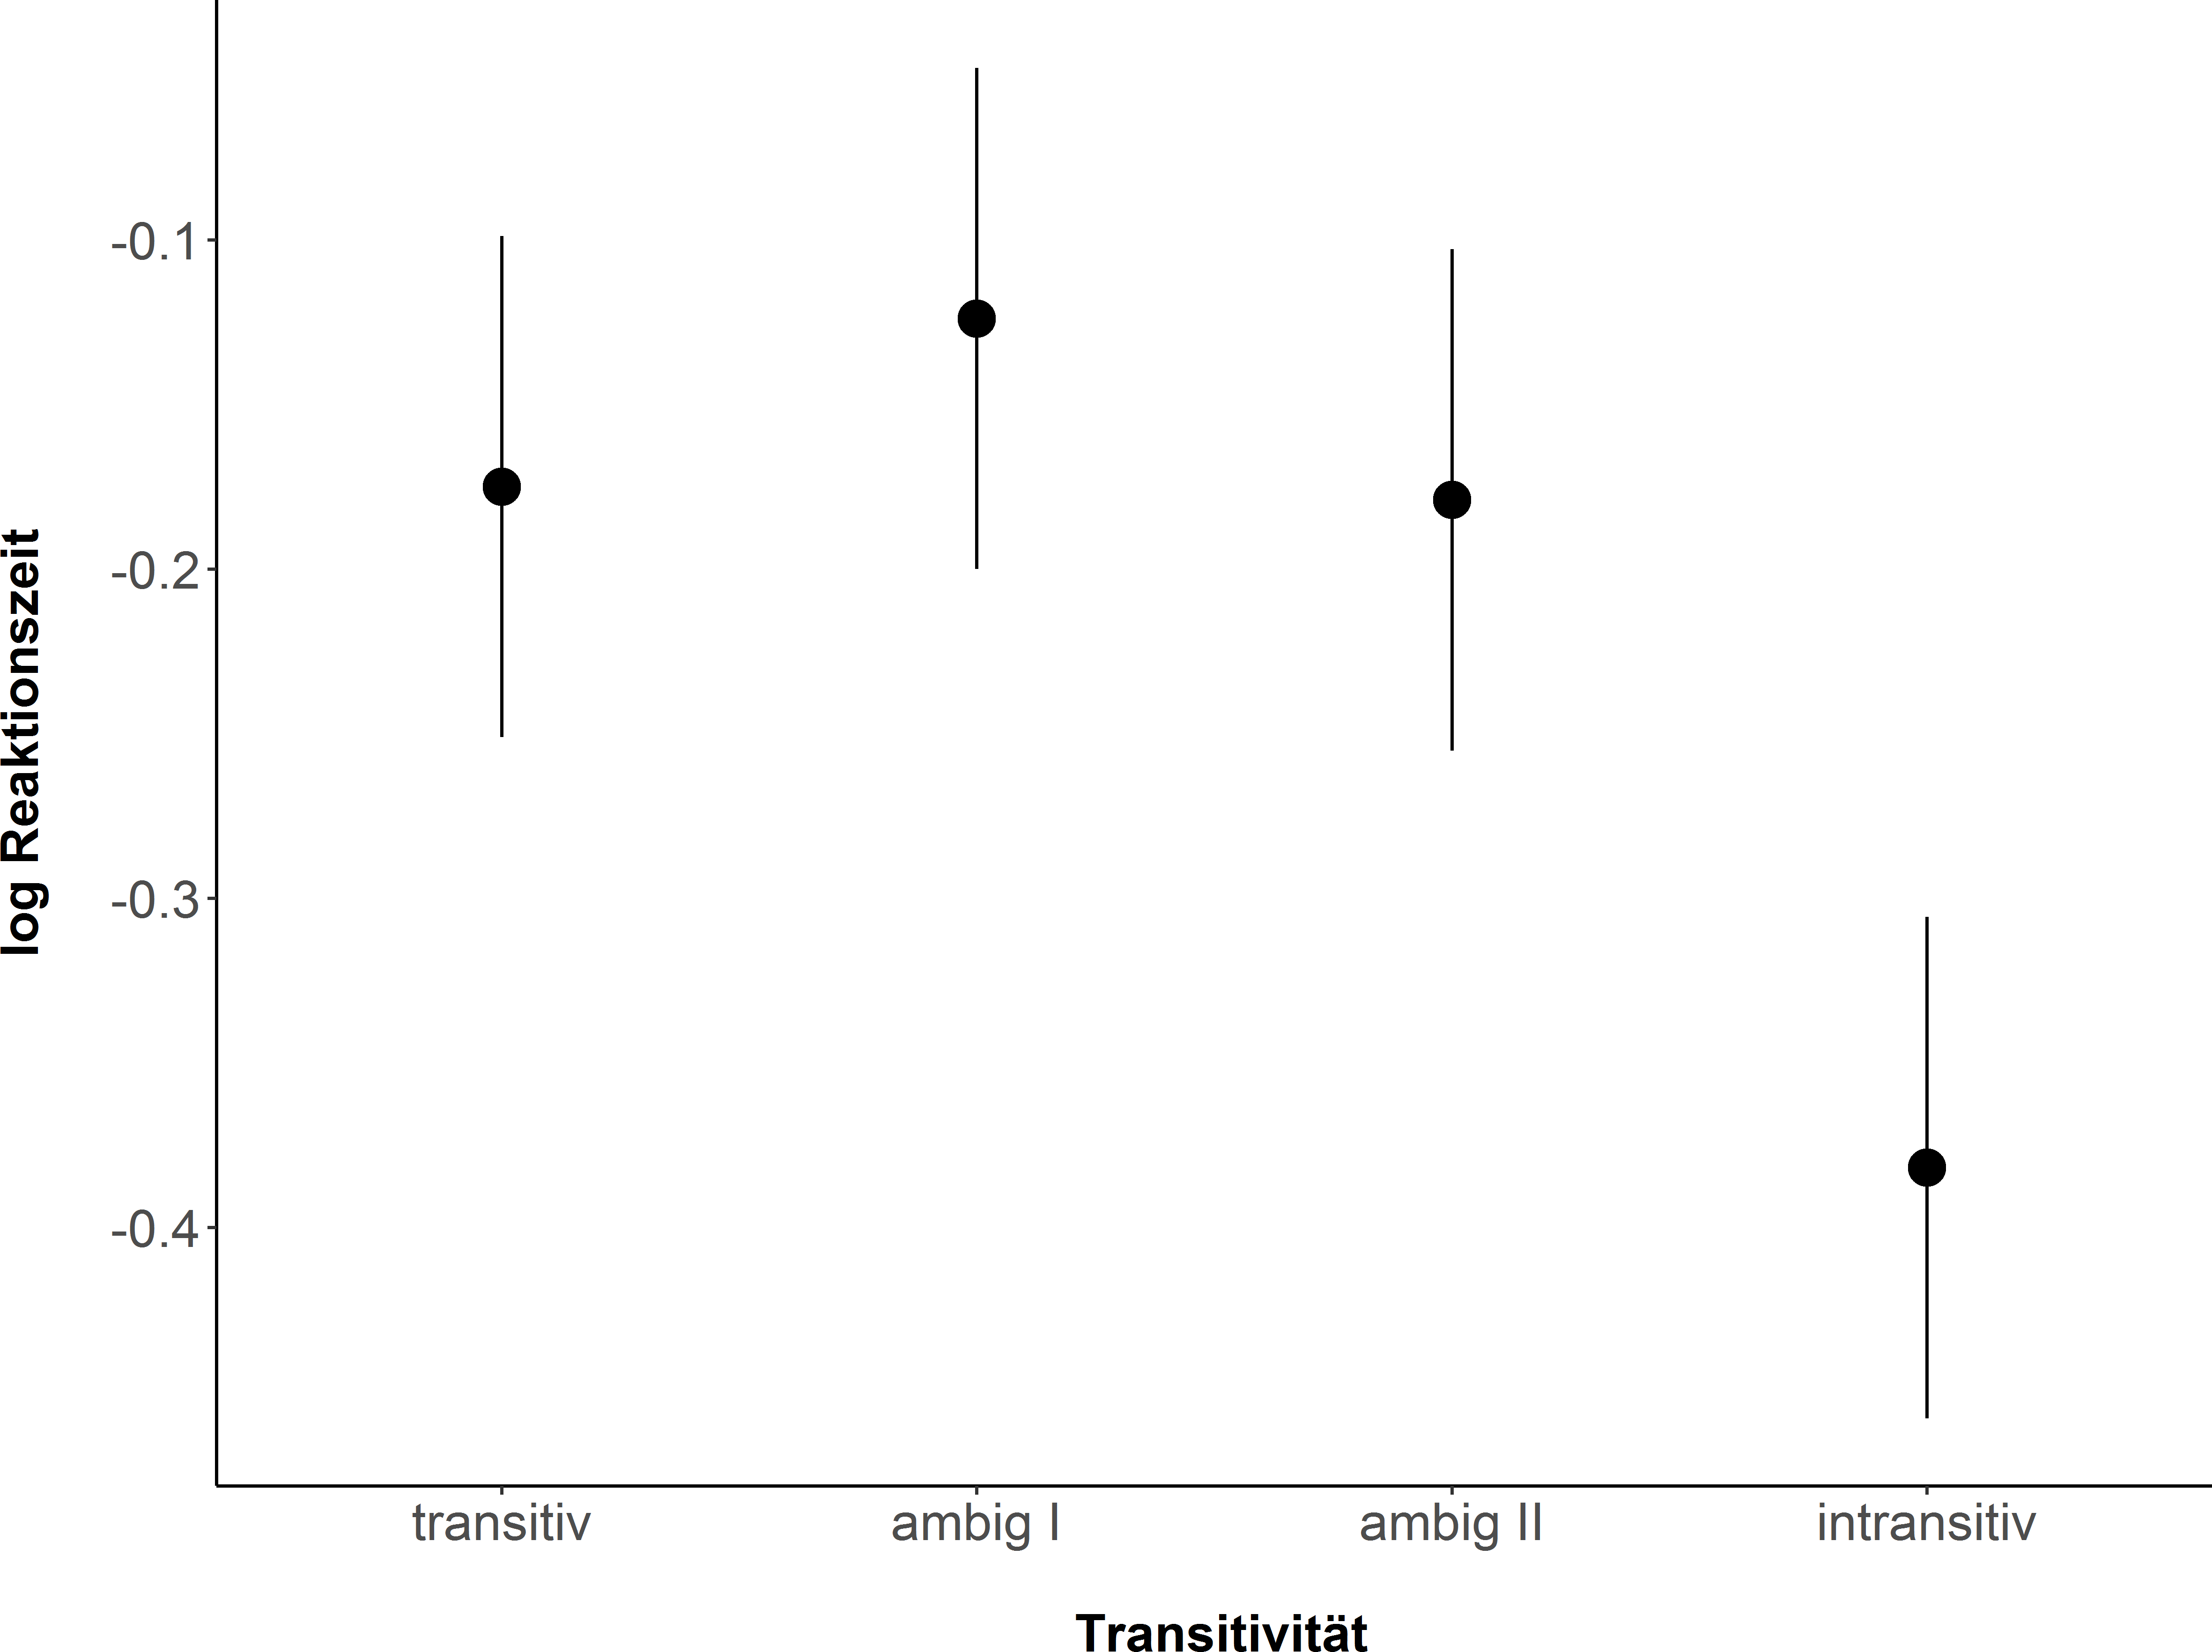 log Reaktionszeit
-0.1
-0.2
-0.3
-0.4
transitiv ambig I ambig II intransitiv
Transitivität